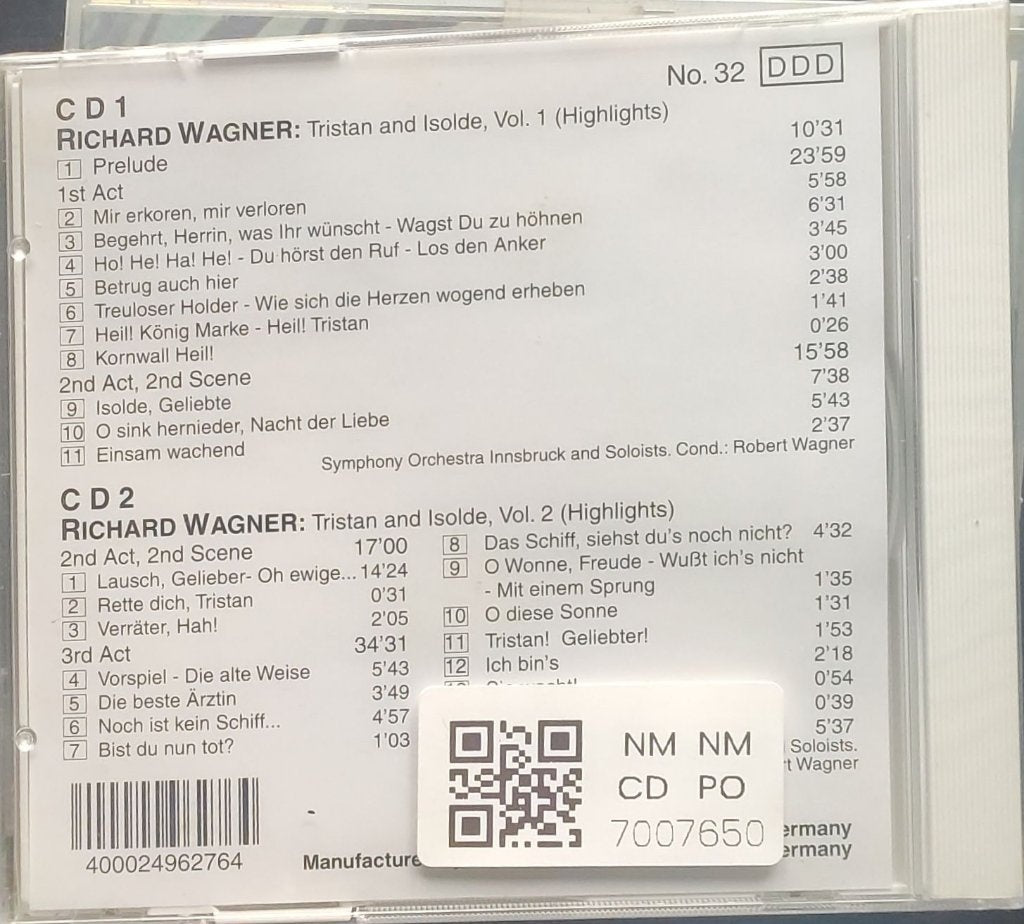 No. 32 DDD
CD 1
RICHARD WAGNER: Tristan and Isolde, Vol. 1 (Highlights)
1 Prelude 10'31
1st Act 23'59
2 Mir erkoren, mir verloren 5'58
3 Begehrt, Herrin, was Ihr wünscht - Wagst Du zu höhnen 6'31
4 Ho! He! Ha! He! - Du hörst den Ruf - Los den Anker 3'45
5 Betrug auch hier 3'00
6 Treuloser Holder - Wie sich die Herzen wogend erheben 2'38
7 Heil! König Marke - Heil! Tristan 1'41
8 Kornwall Heil! 0'26
2nd Act, 2nd Scene 15'58
9 Isolde, Geliebte 7'38
10 O sink hernieder, Nacht der Liebe 5'43
11 Einsam wachend 2'37
Symphony Orchestra Innsbruck and Soloists. Cond.: Robert Wagner
CD 2
RICHARD WAGNER: Tristan and Isolde, Vol. 2 (Highlights)
2nd Act, 2nd Scene 17'00
1 Lausch, Gelieber- Oh ewige... 14'24
2 Rette dich, Tristan 0'31
3 Verräter, Hah! 2'05
3rd Act 34'31
4 Vorspiel - Die alte Weise 5'43
5 Die beste Ärztin 3'49
6 Noch ist kein Schiff... 4'57
7 Bist du nun tot? 1'03
8 Das Schiff, siehst du's noch nicht? 4'32
9 O Wonne, Freude - Wußt ich's nicht
- Mit einem Sprung 1'35
10 O diese Sonne 1'31
11 Tristan! Geliebter! 1'53
12 Ich bin's 2'18
0'54
0'39
5'37
Soloists.
Wagner
400024962764
NM NM
CD PO
7007650